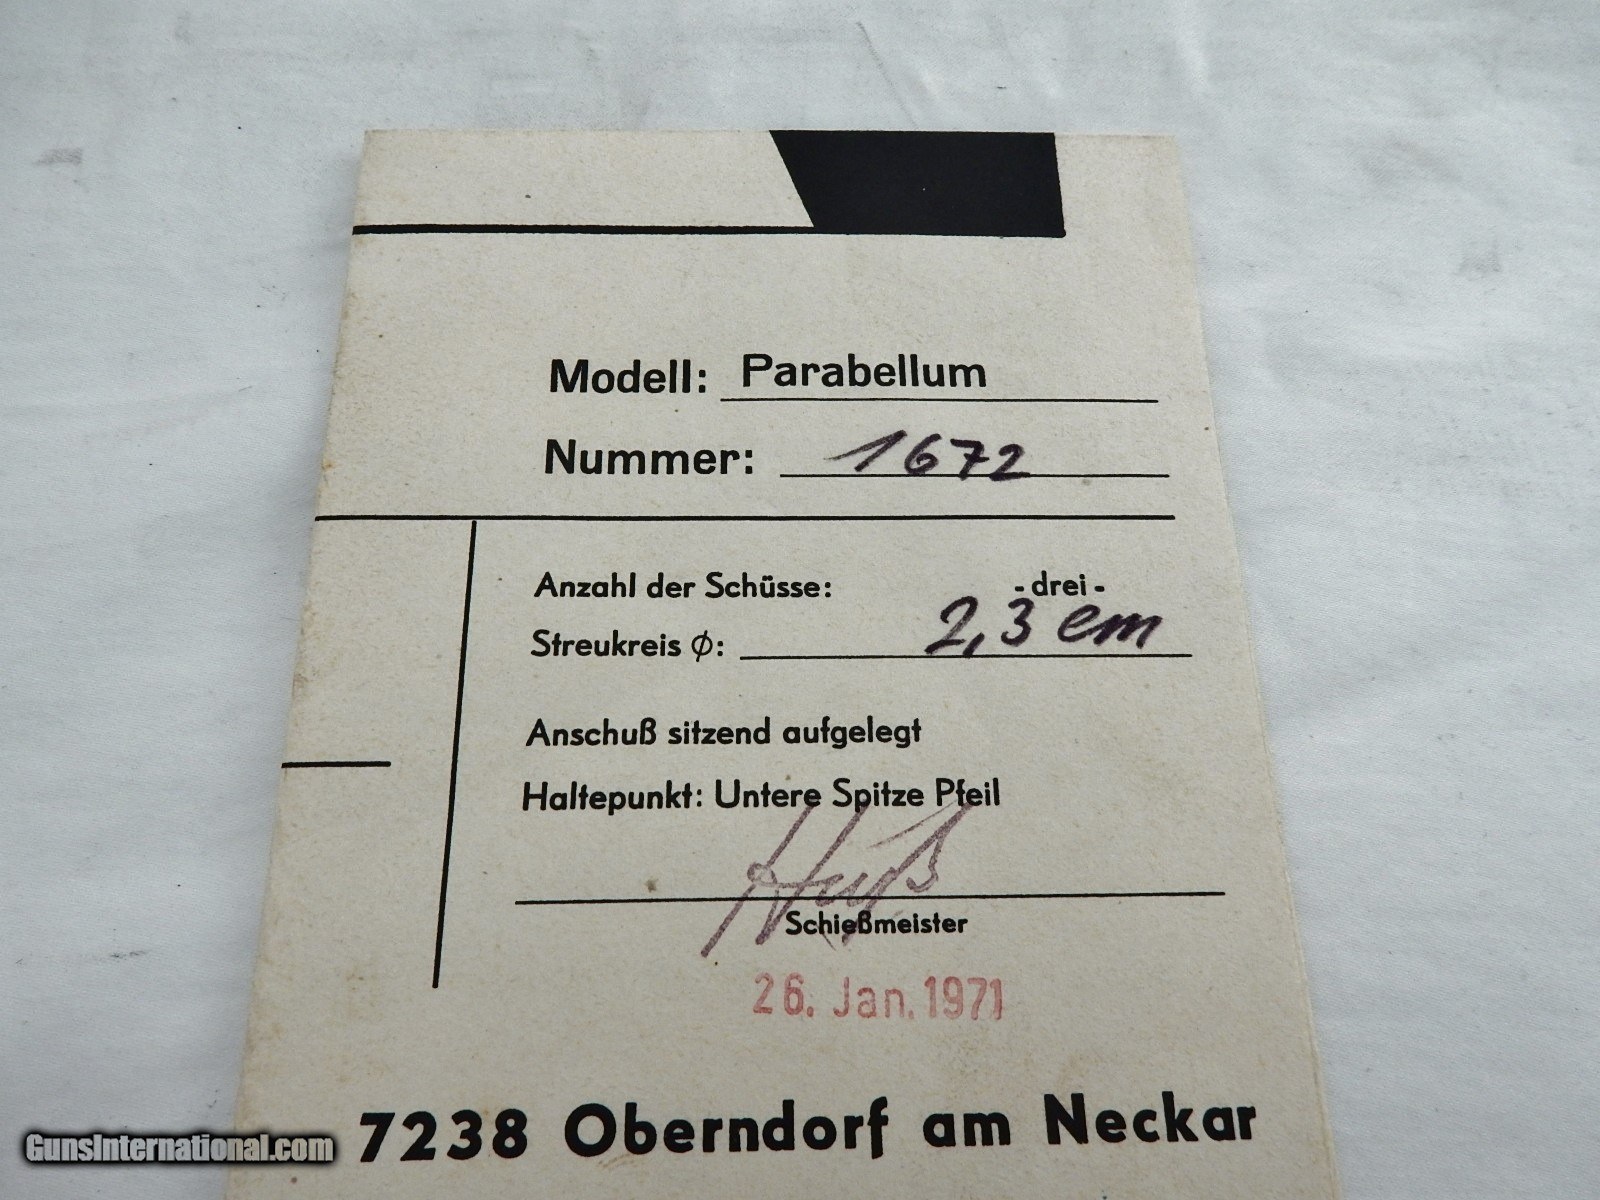 Modell: Parabellum
Nummer: 1672
Anzahl der Schüsse: - drei -
Streukreis ϕ: 2,3 cm
Anschuß sitzend aufgelegt
Haltepunkt: Untere Spitze Pfeil
Schießmeister
26. Jan. 1971
7238 Oberndorf am Neckar
GunsInternational.com